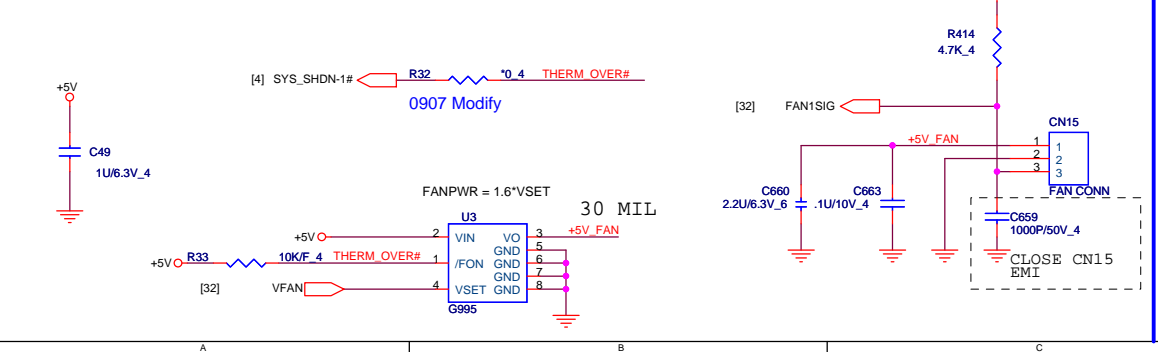 R414
4.7K_4
[4] SYS_SHDN-1# R32 *0_4 THERM_OVER#
0907 Modify
+5V
C49
1U/6.3V_4
[32] FAN1SIG
CN15
+5V_FAN 1 1
2 2
3 3
FAN CONN
C660
2.2U/6.3V_6
C663
.1U/10V_4
C659
1000P/50V_4
CLOSE CN15
EMI
FANPWR = 1.6*VSET
30 MIL
U3
+5V 2 VIN VO 3 +5V_FAN
GND 5
+5V R33 10K/F_4 THERM_OVER# 1 /FON GND 6
GND 7
[32] VFAN 4 VSET GND 8
G995
A B C